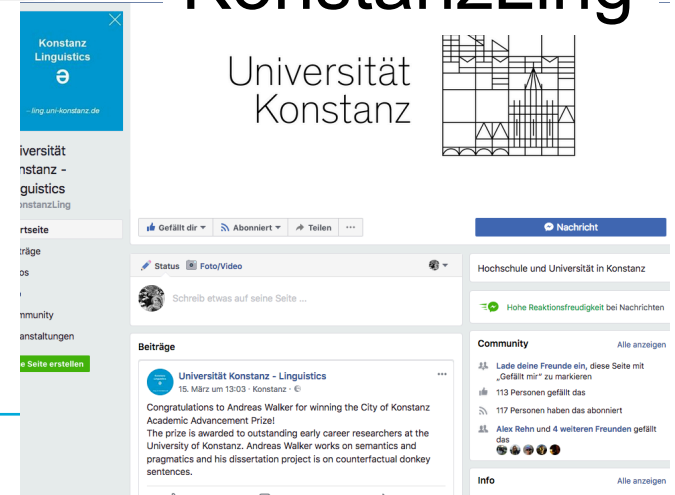 KonstanzLing
Konstanz
Linguistics
ə
ling.uni-konstanz.de
iversität
nstanz -
guistics
onstanzLing
rtseite
träge
os
mmunity
anstaltungen
e Seite erstellen
Universität
Konstanz
Gefällt dir
Abonniert
Teilen
Nachricht
Status Foto/Video
Schreib etwas auf seine Seite ...
Beiträge
Universität Konstanz - Linguistics
15. März um 13:03 · Konstanz ·
Congratulations to Andreas Walker for winning the City of Konstanz
Academic Advancement Prize!
The prize is awarded to outstanding early career researchers at the
University of Konstanz. Andreas Walker works on semantics and
pragmatics and his dissertation project is on counterfactual donkey
sentences.
Hochschule und Universität in Konstanz
Hohe Reaktionsfreudigkeit bei Nachrichten
Community Alle anzeigen
Lade deine Freunde ein, diese Seite mit
„Gefällt mir“ zu markieren
113 Personen gefällt das
117 Personen haben das abonniert
Alex Rehn und 4 weiteren Freunden gefällt
das
Info Alle anzeigen